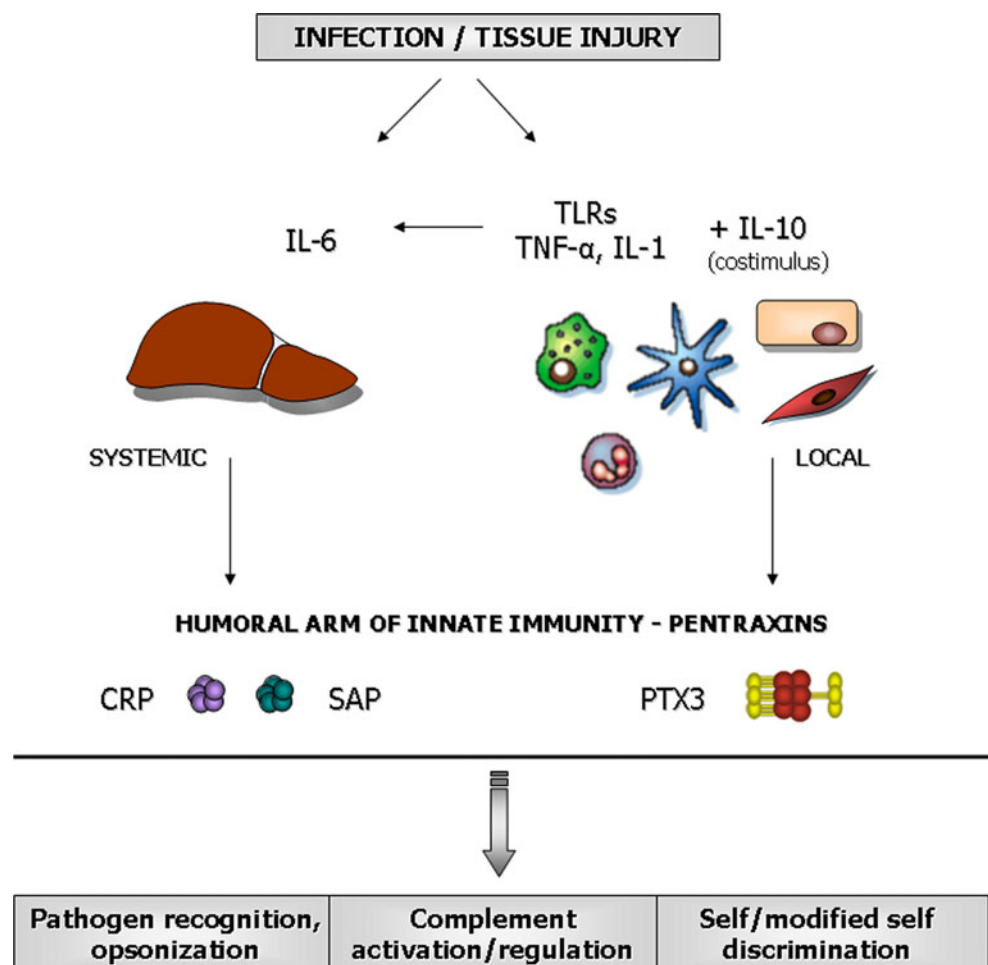 INFECTION / TISSUE INJURY
IL-6
TLRs
TNF-α, IL-1
+ IL-10
(costimulus)
SYSTEMIC
LOCAL
HUMORAL ARM OF INNATE IMMUNITY - PENTRAXINS
CRP
SAP
PTX3
Pathogen recognition,
opsonization
Complement
activation/regulation
Self/modified self
discrimination